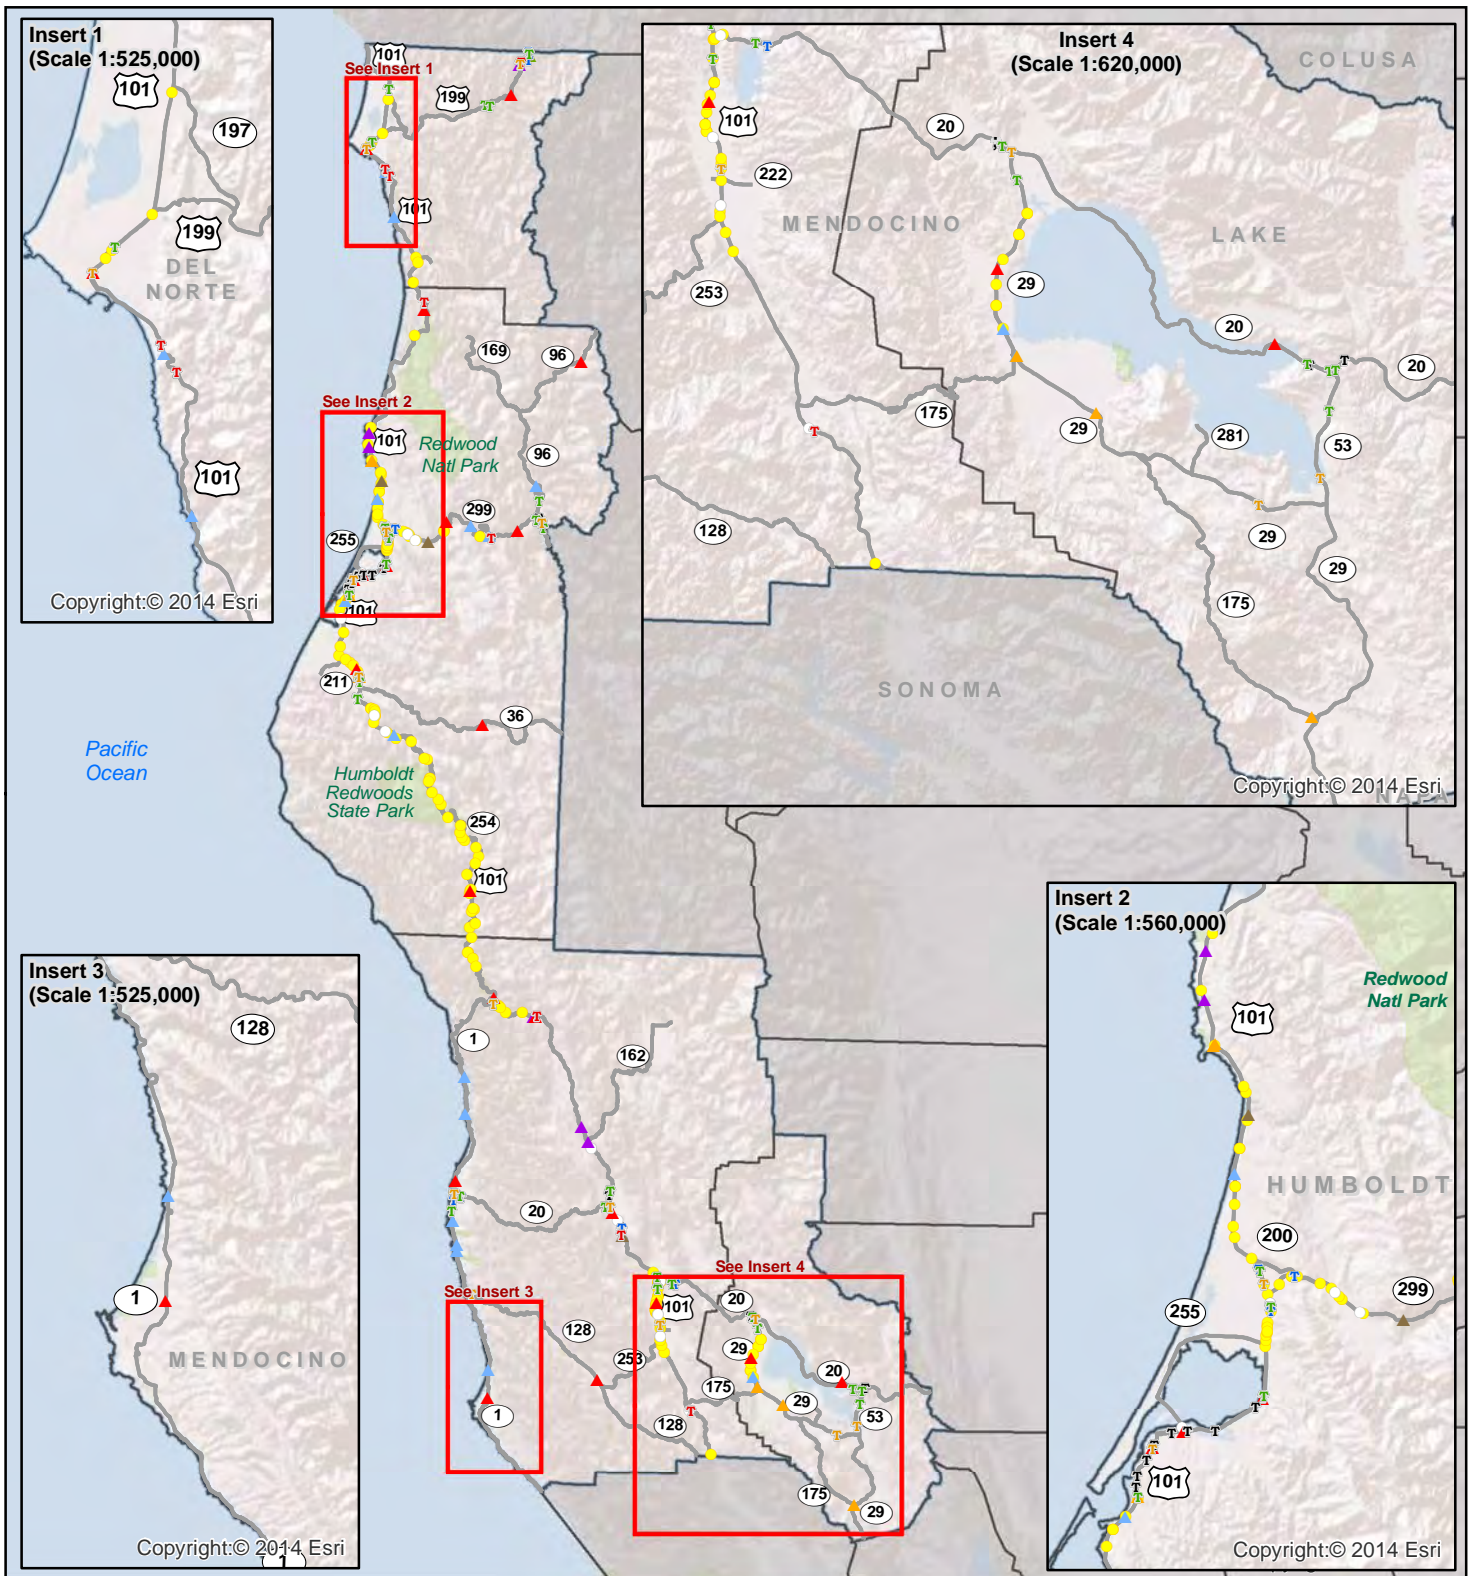 Insert 1
(Scale 1:525,000)
101
197
199
DEL
NORTE
101
Copyright:© 2014 Esri
101
See Insert 1
199
101
169
96
See Insert 2
101
Redwood
Natl Park
96
299
255
101
211
36
Pacific
Ocean
Humboldt
Redwoods
State Park
254
101
1
162
20
See Insert 3
See Insert 4
101
20
128
253
29
175
20
29
1
128
53
175
29
Insert 4
(Scale 1:620,000)
COLUSA
101
20
222
MENDOCINO
LAKE
253
29
20
20
175
29
281
53
128
29
29
175
SONOMA
Copyright:© 2014 Esri
NAPA
Insert 2
(Scale 1:560,000)
Redwood
Natl Park
101
HUMBOLDT
200
299
255
101
Copyright:© 2014 Esri
Insert 3
(Scale 1:525,000)
128
1
MENDOCINO
Copyright:© 2014 Esri
1